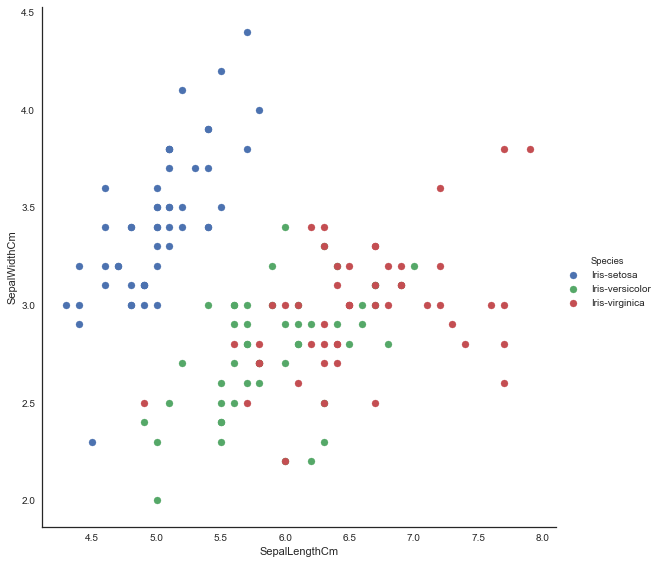 4.5
4.0
3.5
3.0
2.5
2.0
SepalWidthCm
4.5 5.0 5.5 6.0 6.5 7.0 7.5 8.0
SepalLengthCm
Species
Iris-setosa
Iris-versicolor
Iris-virginica